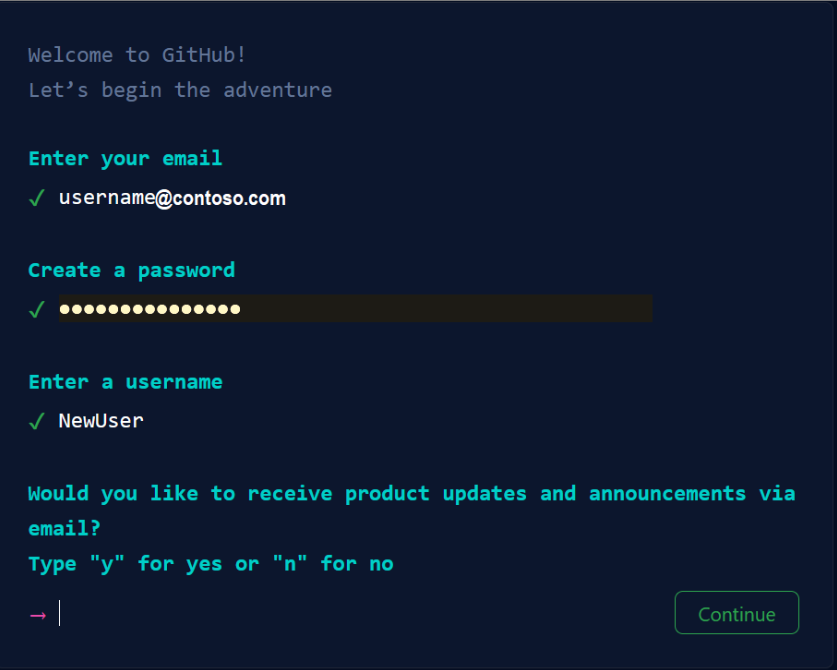 Welcome to GitHub!
Let’s begin the adventure
Enter your email
✓ username@contoso.com
Create a password
✓ ●●●●●●●●●●●●●●●
Enter a username
✓ NewUser
Would you like to receive product updates and announcements via
email?
Type "y" for yes or "n" for no
→
Continue